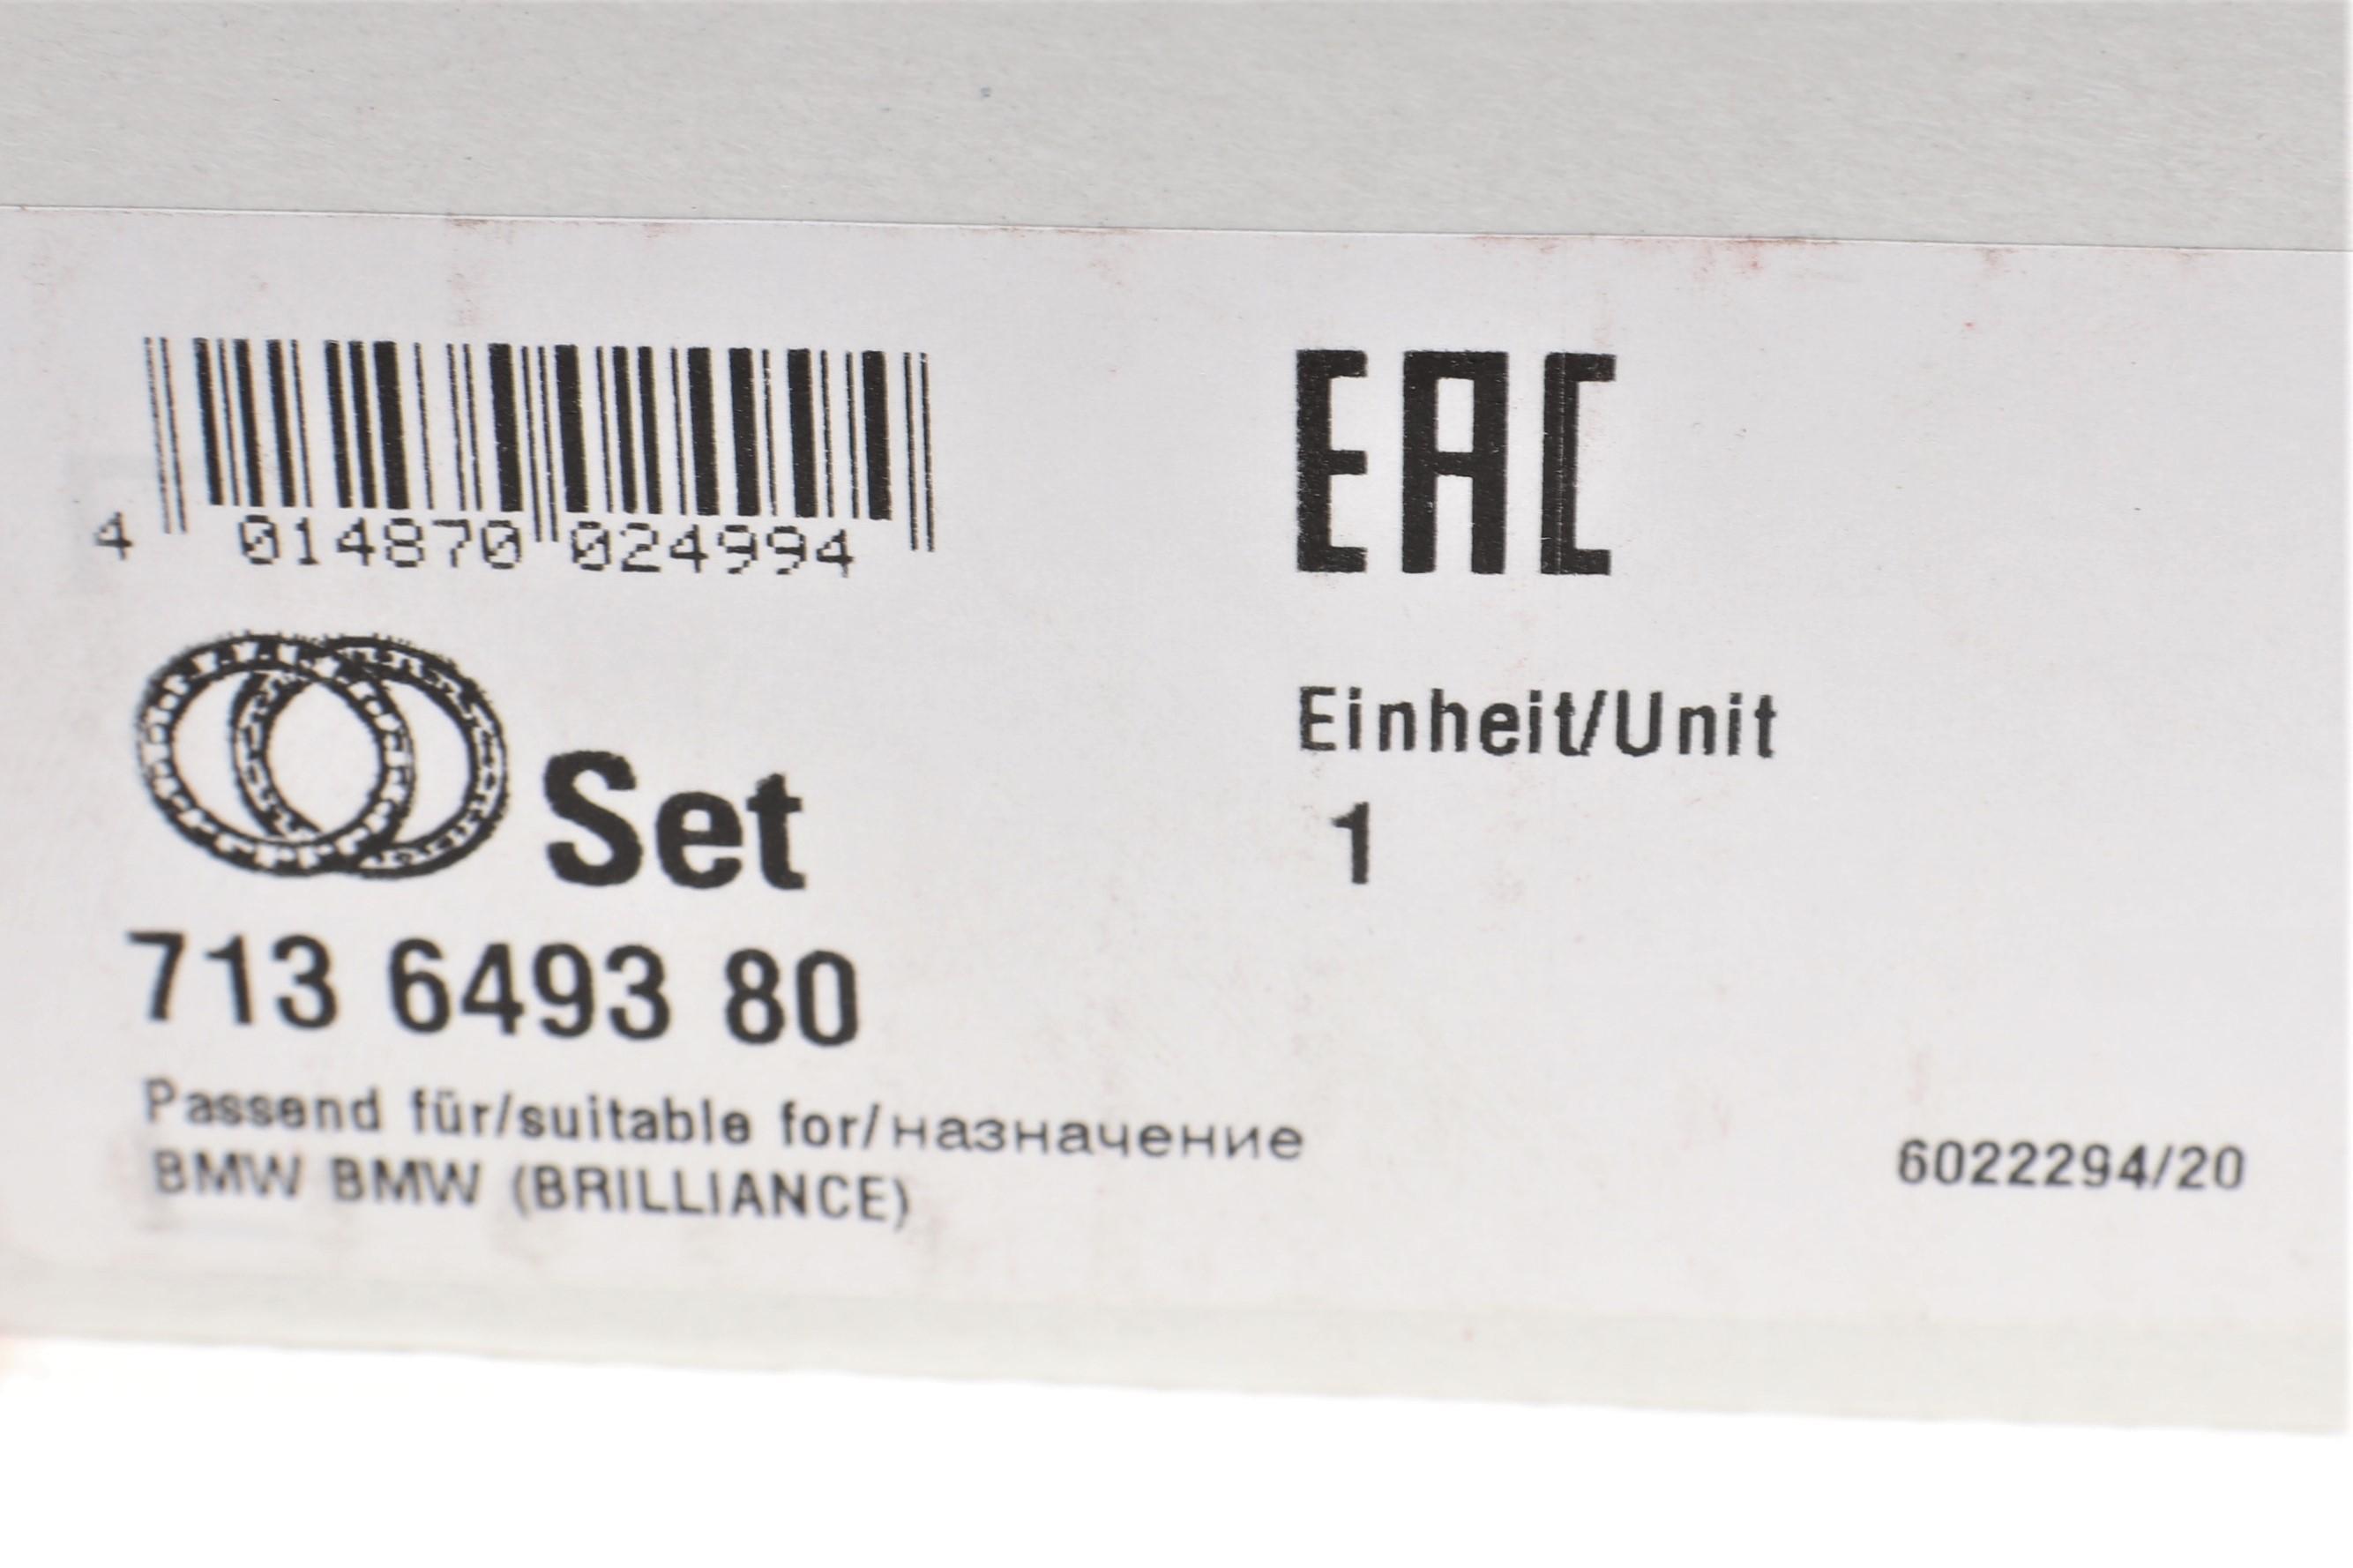 4 014870 024994
EAC
Set
Einheit/Unit
1
713 6493 80
Passend für/suitable for/назначение
BMW BMW (BRILLIANCE)
6022294/20